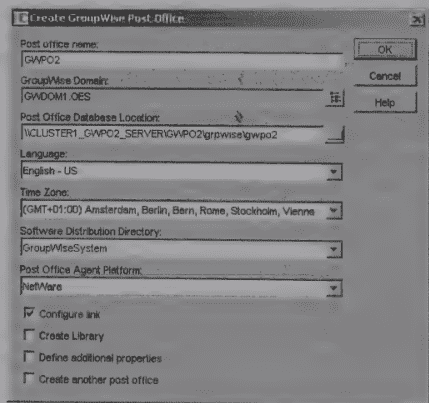 Create GroupWise Post Office
Post office name:
GWPO2
OK
GroupWise Domain:
GWDOM1.OES
Cancel
Help
Post Office Database Location:
\\CLUSTER1_GWPO2_SERVER\GWPO2\grpwise\gwpo2
Language:
English - US
Time Zone:
(GMT+01:00) Amsterdam, Berlin, Bern, Rome, Stockholm, Vienne
Software Distribution Directory:
GroupWiseSystem
Post Office Agent Platform:
NetWare
Configure link
Create Library
Define additional properties
Create another post office